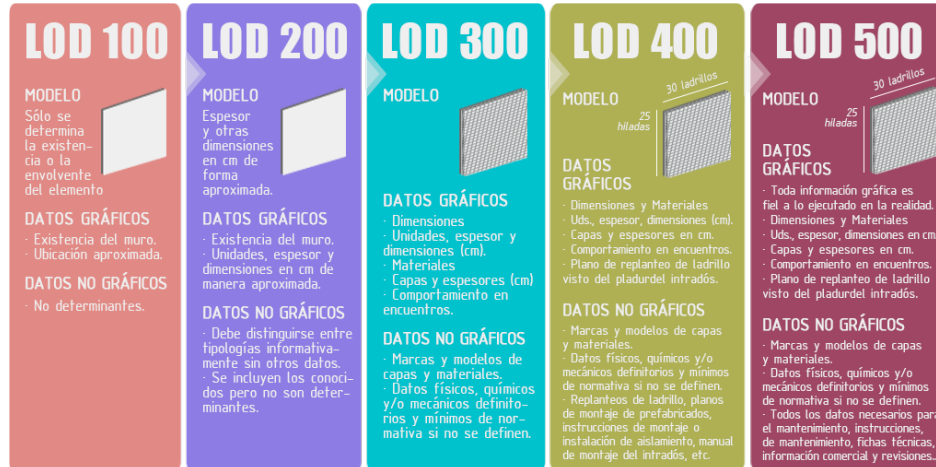 LOD 100
MODELO
Sólo se
determina
la existen-
cia o la
envolvente
del elemento
DATOS GRÁFICOS
· Existencia del muro.
· Ubicación aproximada.
DATOS NO GRÁFICOS
· No determinantes.
LOD 200
MODELO
Espesor
y otras
dimensiones
en cm de
forma
aproximada.
DATOS GRÁFICOS
· Existencia del muro.
· Unidades, espesor y
dimensiones en cm de
manera aproximada.
DATOS NO GRÁFICOS
· Debe distinguirse entre
tipologías informativa-
mente sin otros datos.
· Se incluyen los conoci-
dos pero no son deter-
minantes.
LOD 300
MODELO
DATOS GRÁFICOS
· Dimensiones
· Unidades, espesor y
dimensiones (cm).
· Materiales
· Capas y espesores (cm)
· Comportamiento en
encuentros.
DATOS NO GRÁFICOS
· Marcas y modelos de
capas y materiales.
· Datos físicos, químicos
y/o mecánicos definito-
rios y mínimos de nor-
mativa si no se definen.
LOD 400
MODELO
30 ladrillos
25
hiladas
DATOS
GRÁFICOS
· Dimensiones y Materiales
· Uds., espesor, dimensiones (cm).
· Capas y espesores en cm.
· Comportamiento en encuentros.
· Plano de replanteo de ladrillo
visto del pladurdel intradós.
DATOS NO GRÁFICOS
· Marcas y modelos de capas
y materiales.
· Datos físicos, químicos y/o
mecánicos definitorios y mínimos
de normativa si no se definen.
· Replanteos de ladrillo, planos
de montaje de prefabricados,
instrucciones de montaje o
instalación de aislamiento, manual
de montaje del intradós, etc.
LOD 500
MODELO
30 ladrillos
25
hiladas
DATOS
GRÁFICOS
· Toda información gráfica es
fiel a lo ejecutado en la realidad.
· Dimensiones y Materiales
· Uds., espesor, dimensiones en cm.
· Capas y espesores en cm.
· Comportamiento en encuentros.
· Plano de replanteo de ladrillo
visto del pladurdel intradós.
DATOS NO GRÁFICOS
· Marcas y modelos de capas
y materiales.
· Datos físicos, químicos y/o
mecánicos definitorios y mínimos
de normativa si no se definen.
· Todos los datos necesarios para
el mantenimiento, instrucciones,
de mantenimiento, fichas técnicas,
información comercial y revisiones..